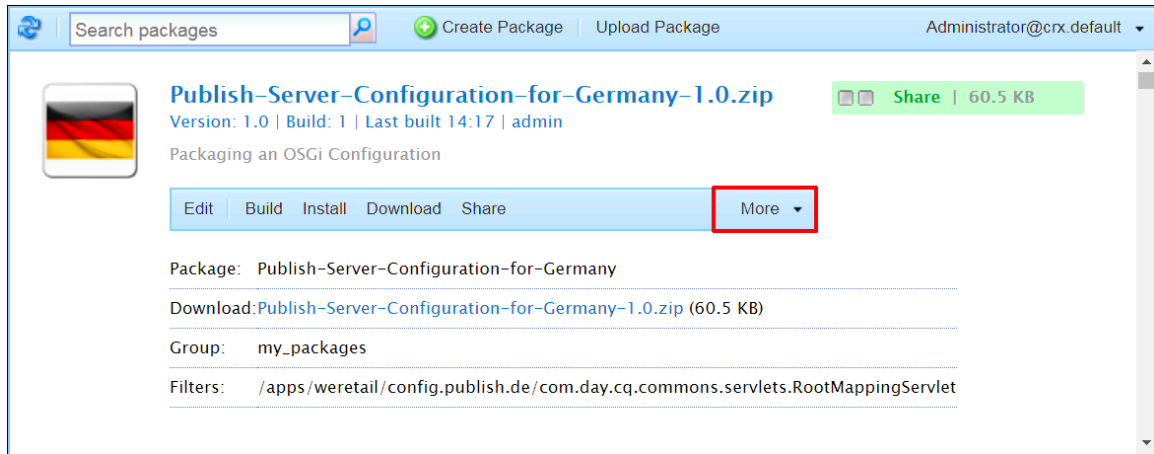 Search packages Create Package Upload Package Administrator@crx.default
Publish-Server-Configuration-for-Germany-1.0.zip Share | 60.5 KB
Version: 1.0 | Build: 1 | Last built 14:17 | admin
Packaging an OSGi Configuration
Edit Build Install Download Share More
Package: Publish-Server-Configuration-for-Germany
Download: Publish-Server-Configuration-for-Germany-1.0.zip (60.5 KB)
Group: my_packages
Filters: /apps/weretail/config.publish.de/com.day.cq.commons.servlets.RootMappingServlet